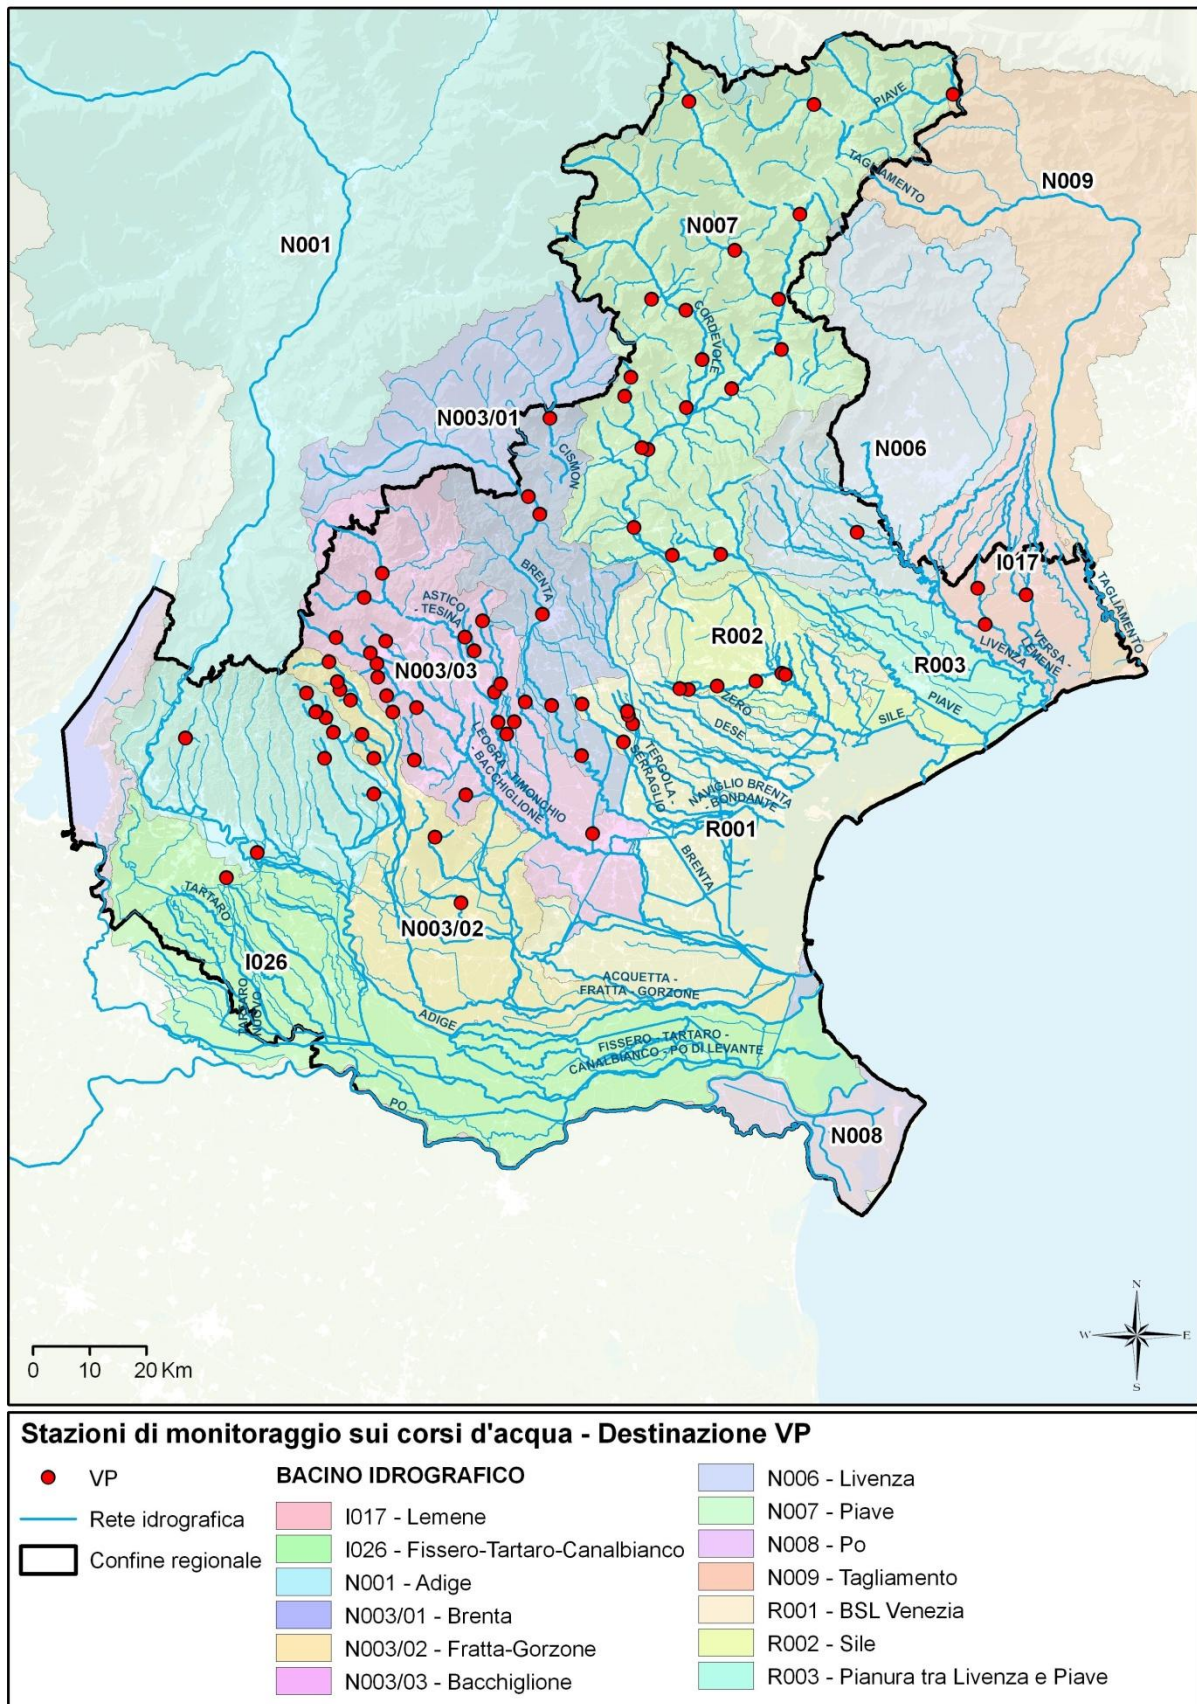 PIAVE
TAGLIAMENTO
N009
N007
N001
CORDEVOLE
N003/01
CISMON
N006
BRENTA
I017
ASTICO
- TESINA
TAGLIAMENTO
R002
VERSA -
LEMENE
LIVENZA
N003/03
R003
ZERO
PIAVE
SILE
DESE
LEOGRA - TIMONCHIO
- BACCHIGLIONE
TERGOLA -
SERRAGLIO
NAVIGLIO BRENTA
- BONDANTE
R001
BRENTA
TARTARO
N003/02
I026
TARTARO
NUOVO
ACQUETTA -
FRATTA - GORZONE
ADIGE
FISSERO - TARTARO -
CANALBIANCO - PO DI LEVANTE
PO
N008
N
W E
S
0 10 20 Km
Stazioni di monitoraggio sui corsi d'acqua - Destinazione VP
VP
Rete idrografica
Confine regionale
BACINO IDROGRAFICO
I017 - Lemene
I026 - Fissero-Tartaro-Canalbianco
N001 - Adige
N003/01 - Brenta
N003/02 - Fratta-Gorzone
N003/03 - Bacchiglione
N006 - Livenza
N007 - Piave
N008 - Po
N009 - Tagliamento
R001 - BSL Venezia
R002 - Sile
R003 - Pianura tra Livenza e Piave